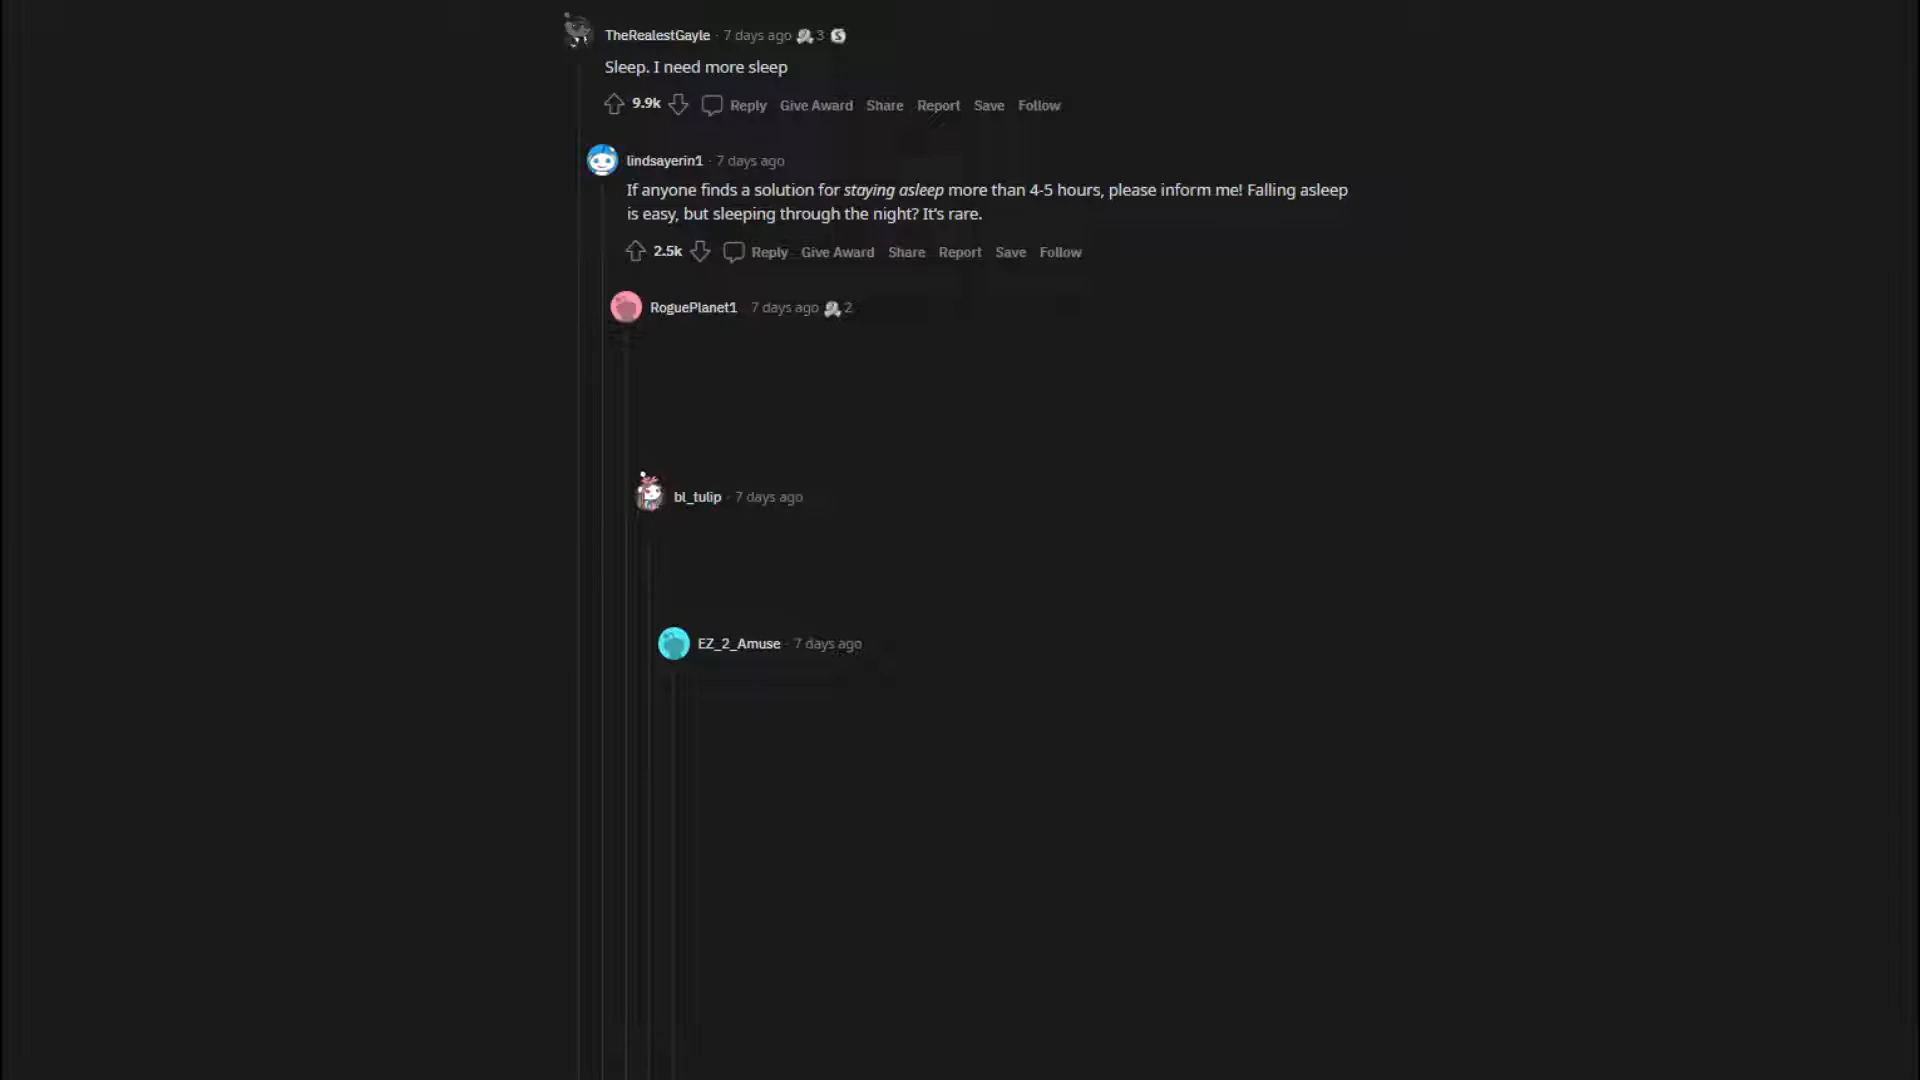 TheRealestGayle · 7 days ago 3 S
Sleep. I need more sleep
9.9k Reply Give Award Share Report Save Follow
lindsayerin1 · 7 days ago
If anyone finds a solution for staying asleep more than 4-5 hours, please inform me! Falling asleep
is easy, but sleeping through the night? It's rare.
2.5k Reply Give Award Share Report Save Follow
RoguePlanet1 · 7 days ago 2
bl_tulip · 7 days ago
EZ_2_Amuse · 7 days ago